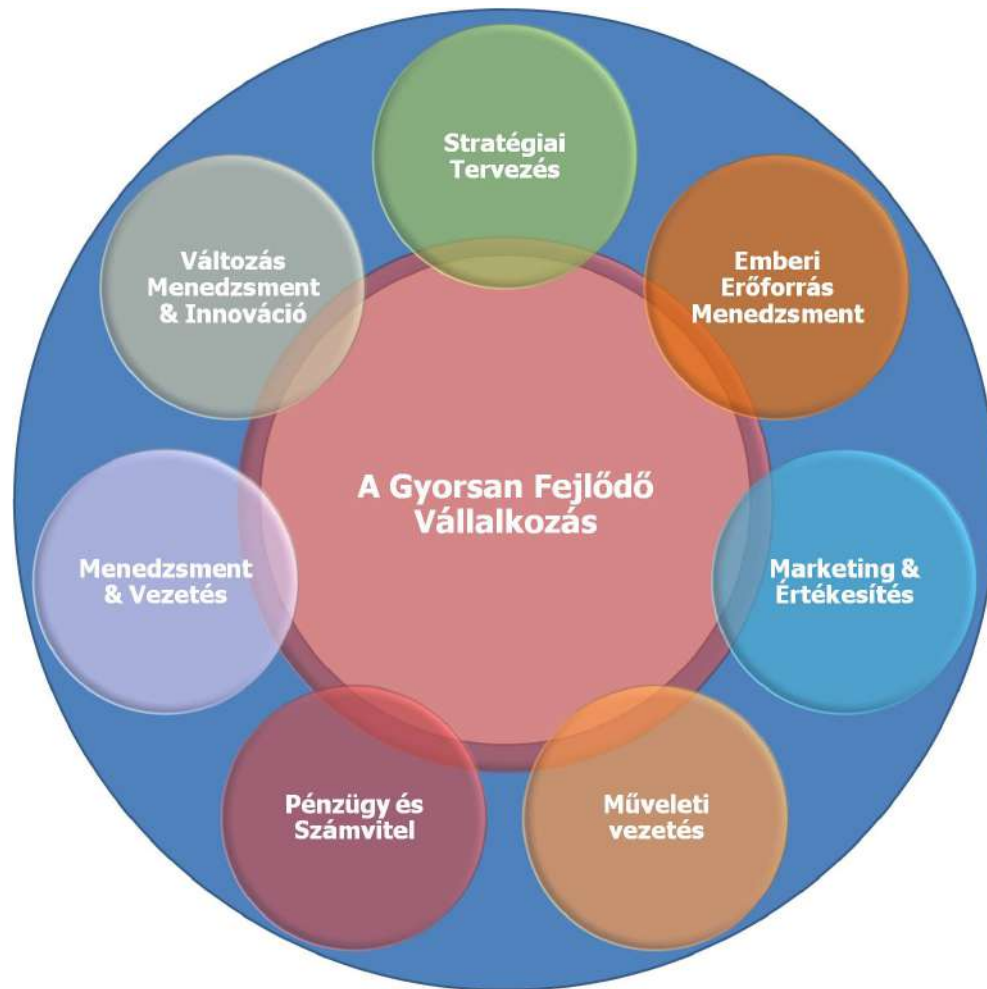 Stratégiai
Tervezés
Emberi
Erőforrás
Menedzsment
Marketing &
Értékesítés
Műveleti
vezetés
Pénzügy és
Számvitel
Menedzsment
& Vezetés
Változás
Menedzsment
& Innováció
A Gyorsan Fejlődő
Vállalkozás